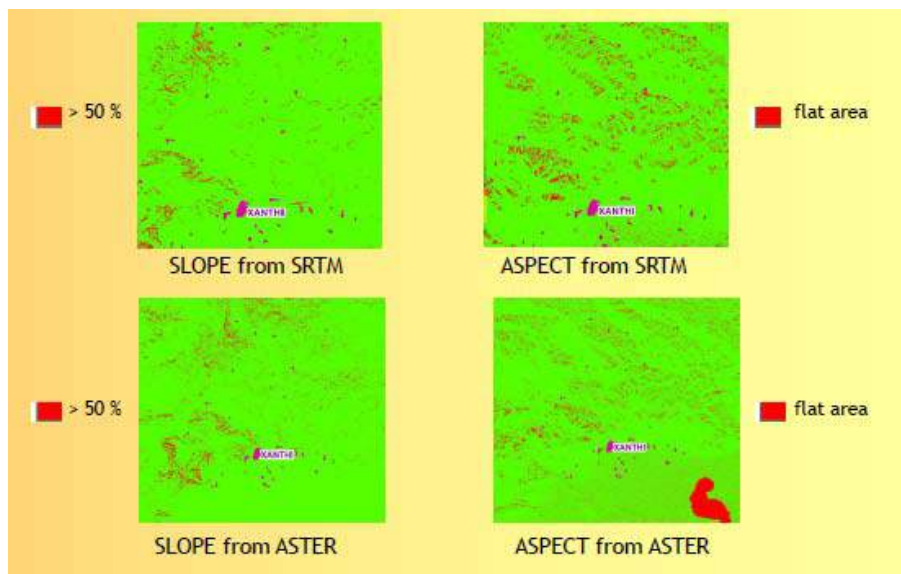 > 50 %
XANTHI
XANTHI
flat area
SLOPE from SRTM
ASPECT from SRTM
> 50 %
XANTHI
XANTHI
flat area
SLOPE from ASTER
ASPECT from ASTER